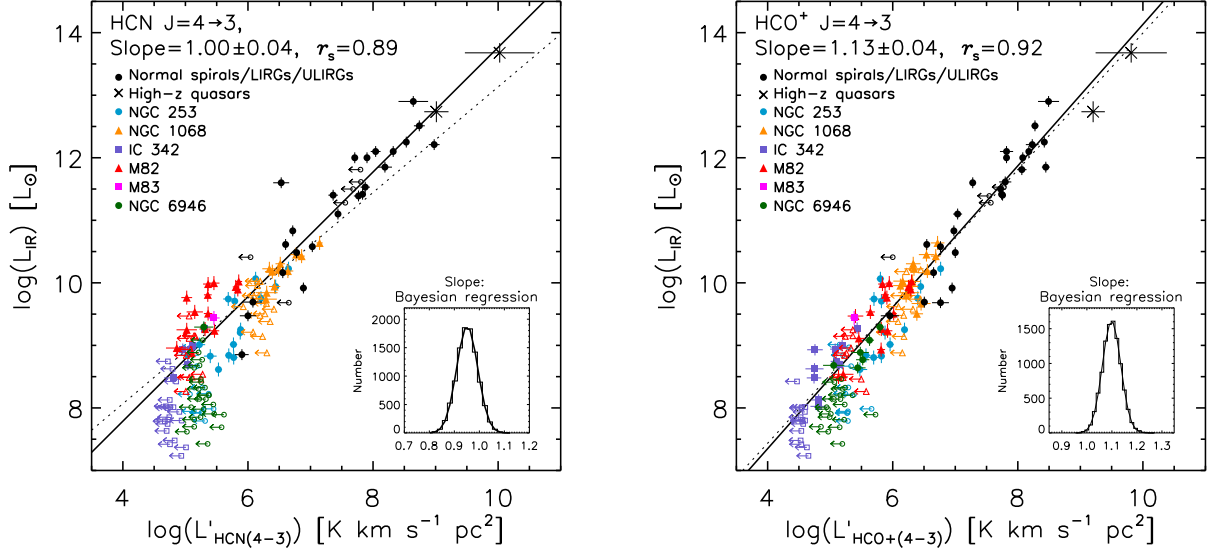 HCN J=4→3,
Slope=1.00±0.04, rs=0.89
Normal spirals/LIRGs/ULIRGs
High-z quasars
NGC 253
NGC 1068
IC 342
M82
M83
NGC 6946
log(L_IR) [L_⊙]
14
12
10
8
4 6 8 10
log(L'_HCN(4-3)) [K km s⁻¹ pc²]
Slope:
Bayesian regression
Number
2000
1500
1000
500
0
0.7 0.8 0.9 1.0 1.1 1.2
HCO⁺ J=4→3
Slope=1.13±0.04, rs=0.92
Normal spirals/LIRGs/ULIRGs
High-z quasars
NGC 253
NGC 1068
IC 342
M82
M83
NGC 6946
log(L_IR) [L_⊙]
14
12
10
8
4 6 8 10
log(L'_HCO+(4-3)) [K km s⁻¹ pc²]
Slope:
Bayesian regression
Number
1500
1000
500
0
0.9 1.0 1.1 1.2 1.3